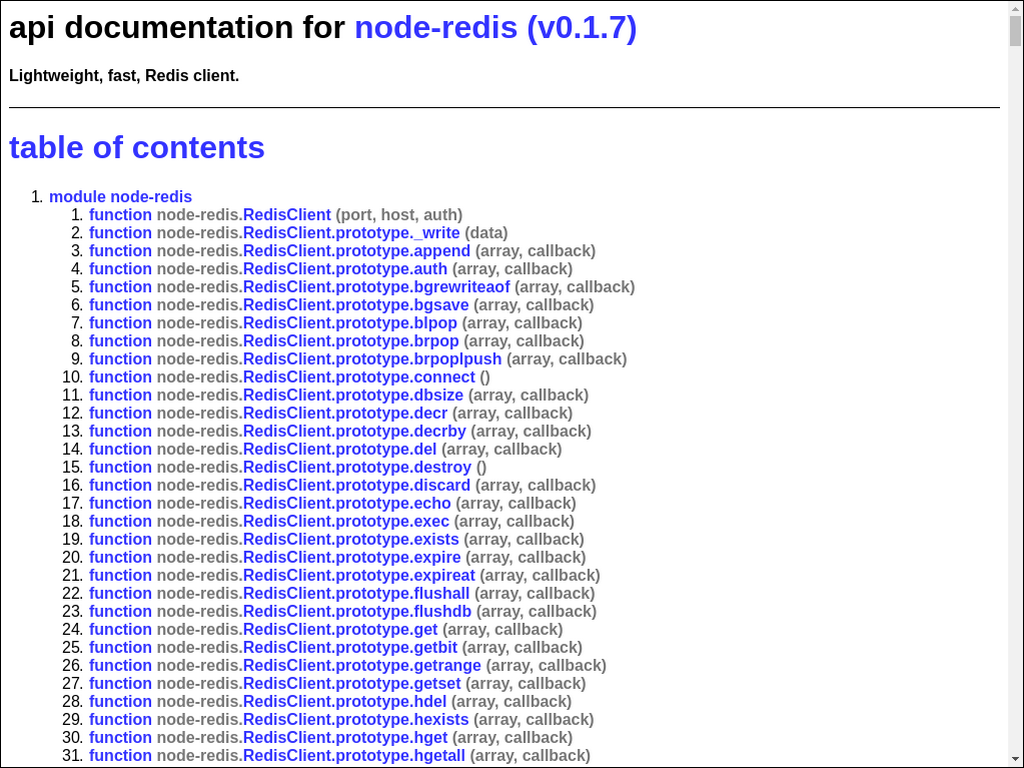 api documentation for node-redis (v0.1.7)
Lightweight, fast, Redis client.
table of contents
1. module node-redis
1. function node-redis.RedisClient (port, host, auth)
2. function node-redis.RedisClient.prototype._write (data)
3. function node-redis.RedisClient.prototype.append (array, callback)
4. function node-redis.RedisClient.prototype.auth (array, callback)
5. function node-redis.RedisClient.prototype.bgrewriteaof (array, callback)
6. function node-redis.RedisClient.prototype.bgsave (array, callback)
7. function node-redis.RedisClient.prototype.blpop (array, callback)
8. function node-redis.RedisClient.prototype.brpop (array, callback)
9. function node-redis.RedisClient.prototype.brpoplpush (array, callback)
10. function node-redis.RedisClient.prototype.connect ()
11. function node-redis.RedisClient.prototype.dbsize (array, callback)
12. function node-redis.RedisClient.prototype.decr (array, callback)
13. function node-redis.RedisClient.prototype.decrby (array, callback)
14. function node-redis.RedisClient.prototype.del (array, callback)
15. function node-redis.RedisClient.prototype.destroy ()
16. function node-redis.RedisClient.prototype.discard (array, callback)
17. function node-redis.RedisClient.prototype.echo (array, callback)
18. function node-redis.RedisClient.prototype.exec (array, callback)
19. function node-redis.RedisClient.prototype.exists (array, callback)
20. function node-redis.RedisClient.prototype.expire (array, callback)
21. function node-redis.RedisClient.prototype.expireat (array, callback)
22. function node-redis.RedisClient.prototype.flushall (array, callback)
23. function node-redis.RedisClient.prototype.flushdb (array, callback)
24. function node-redis.RedisClient.prototype.get (array, callback)
25. function node-redis.RedisClient.prototype.getbit (array, callback)
26. function node-redis.RedisClient.prototype.getrange (array, callback)
27. function node-redis.RedisClient.prototype.getset (array, callback)
28. function node-redis.RedisClient.prototype.hdel (array, callback)
29. function node-redis.RedisClient.prototype.hexists (array, callback)
30. function node-redis.RedisClient.prototype.hget (array, callback)
31. function node-redis.RedisClient.prototype.hgetall (array, callback)